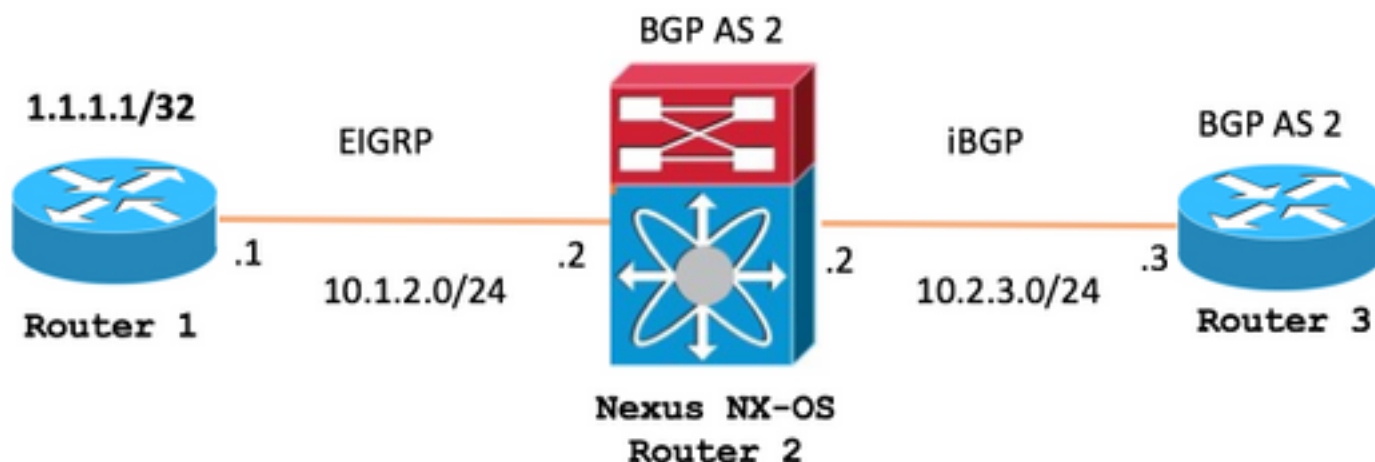 BGP AS 2
1.1.1.1/32
EIGRP
iBGP
BGP AS 2
.1
.2
.2
.3
10.1.2.0/24
10.2.3.0/24
Router 1
Router 3
Nexus NX-OS
Router 2